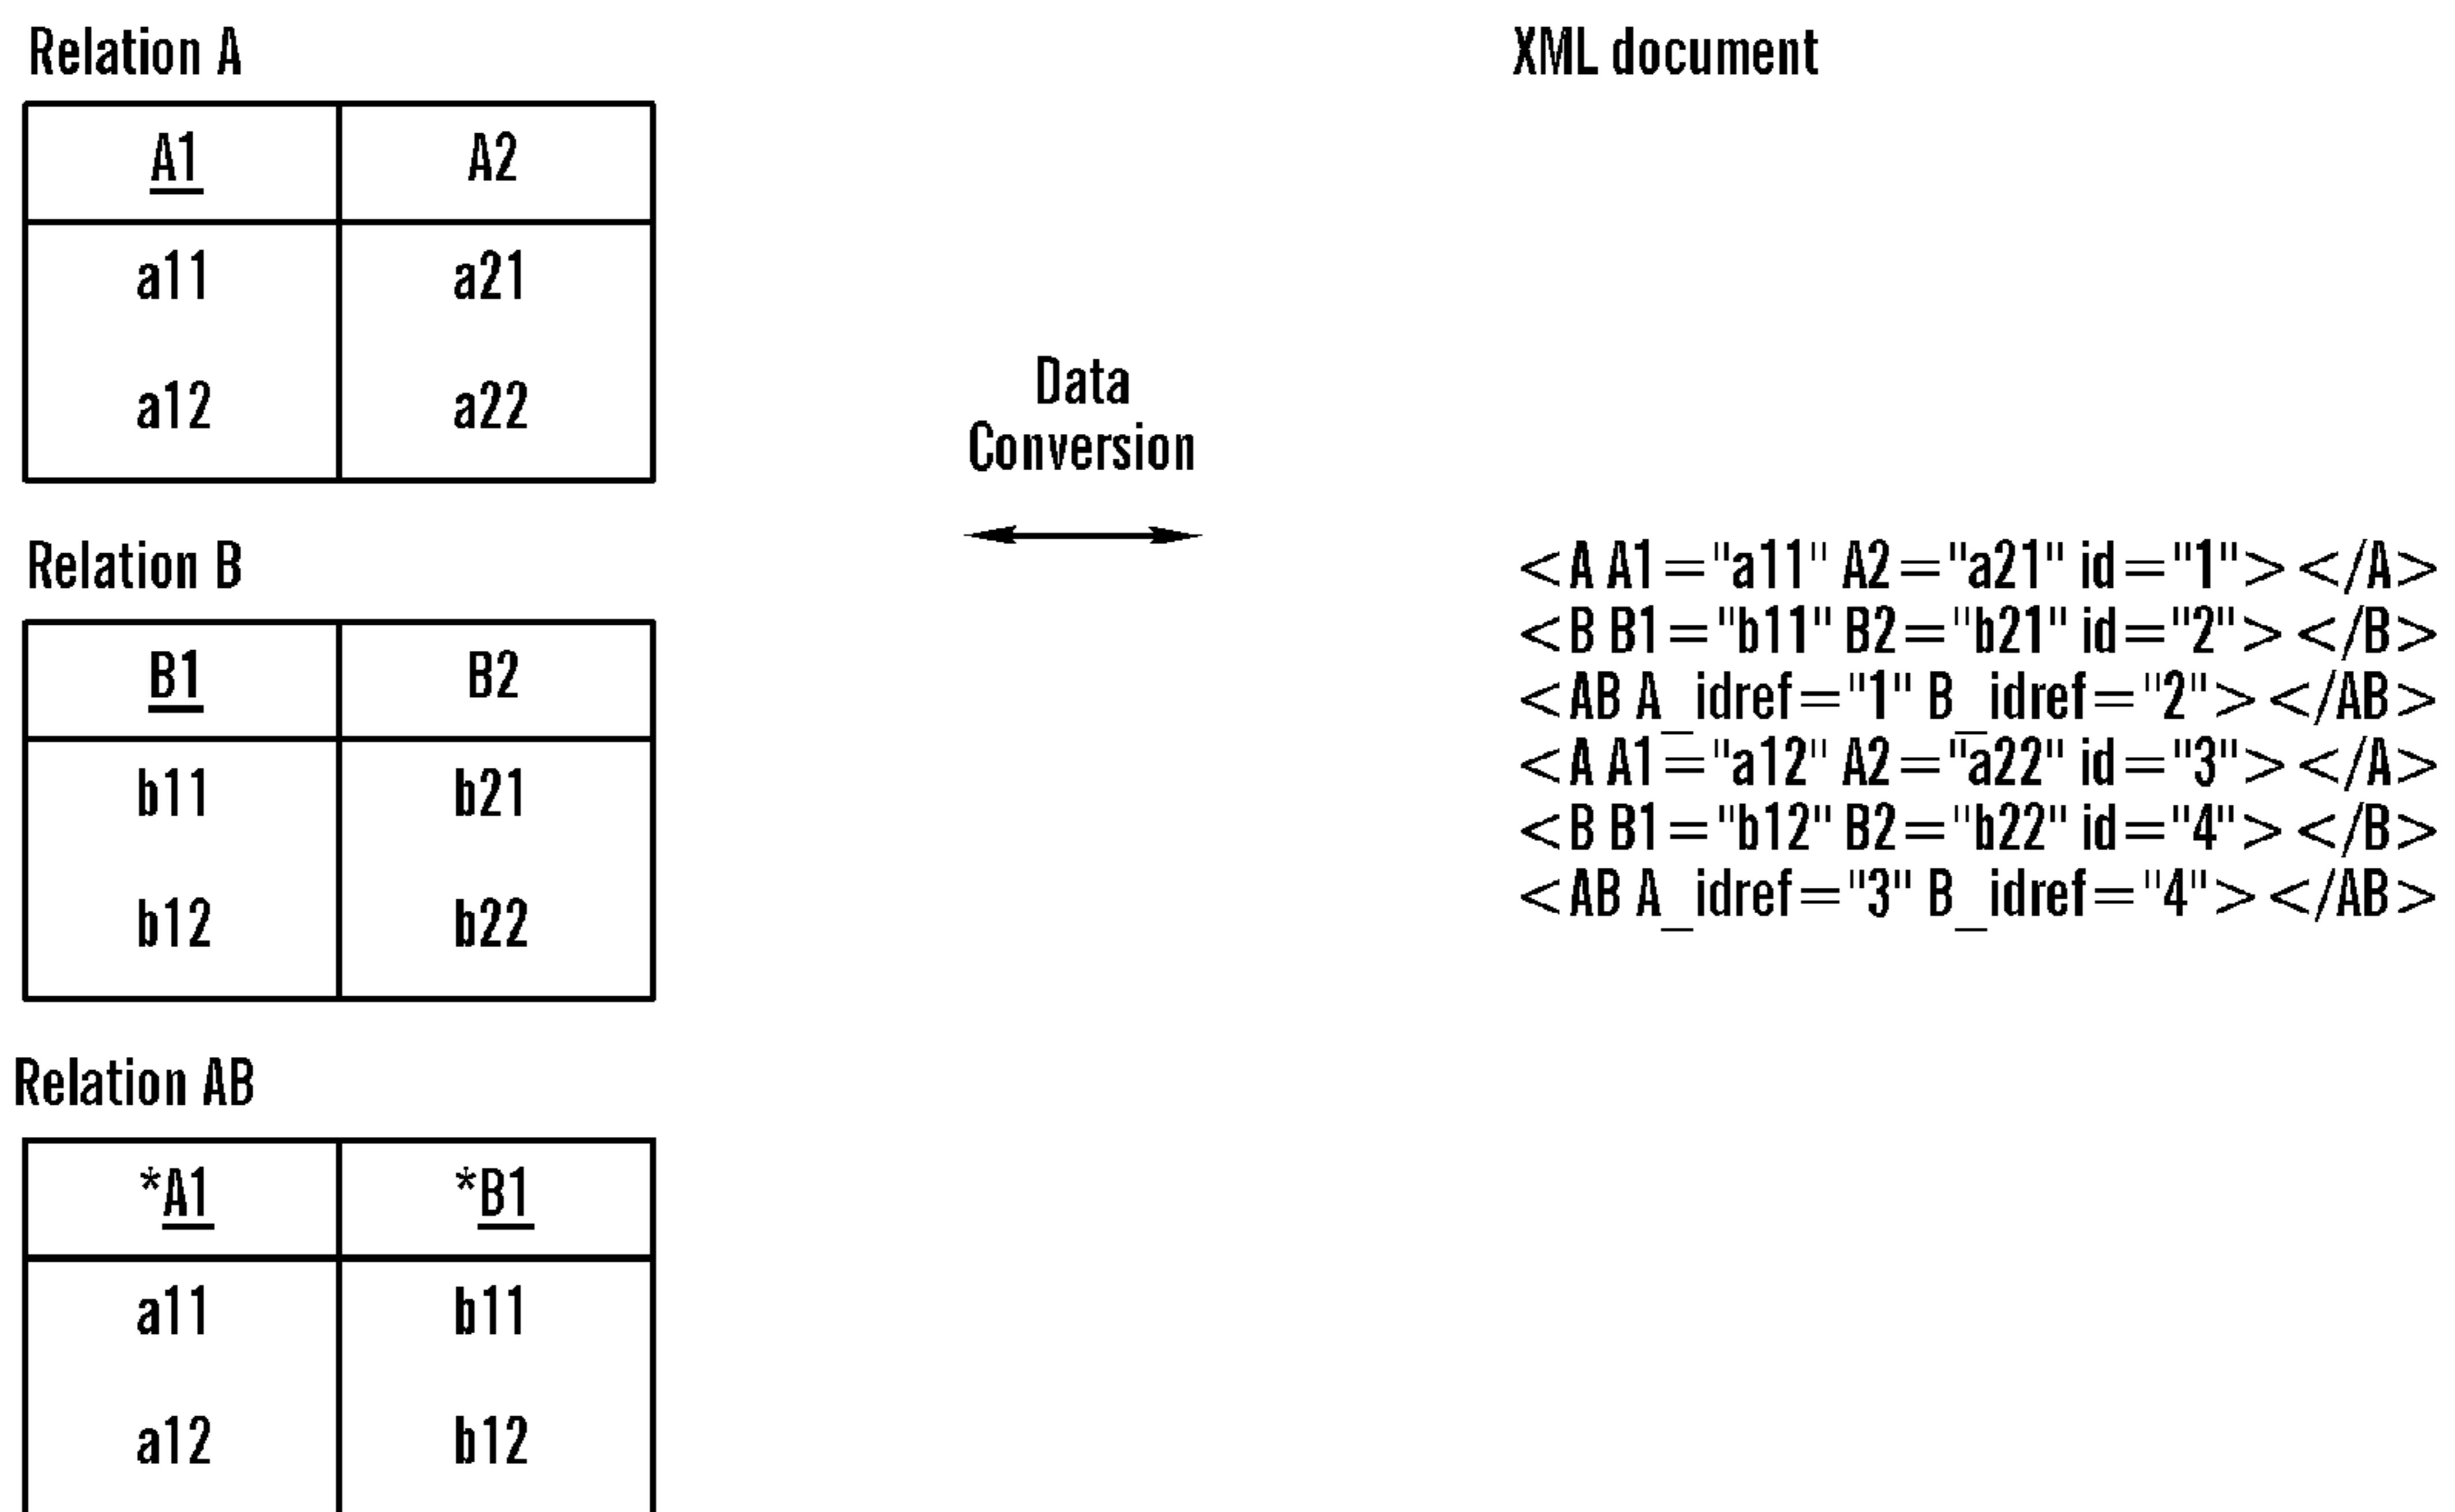 Relation A
A1 A2
a11 a21
a12 a22
Relation B
B1 B2
b11 b21
b12 b22
Relation AB
*A1 *B1
a11 b11
a12 b12
Data
Conversion
XML document
<A A1="a11" A2="a21" id="1"></A>
<B B1="b11" B2="b21" id="2"></B>
<AB A_idref="1" B_idref="2"></AB>
<A A1="a12" A2="a22" id="3"></A>
<B B1="b12" B2="b22" id="4"></B>
<AB A_idref="3" B_idref="4"></AB>